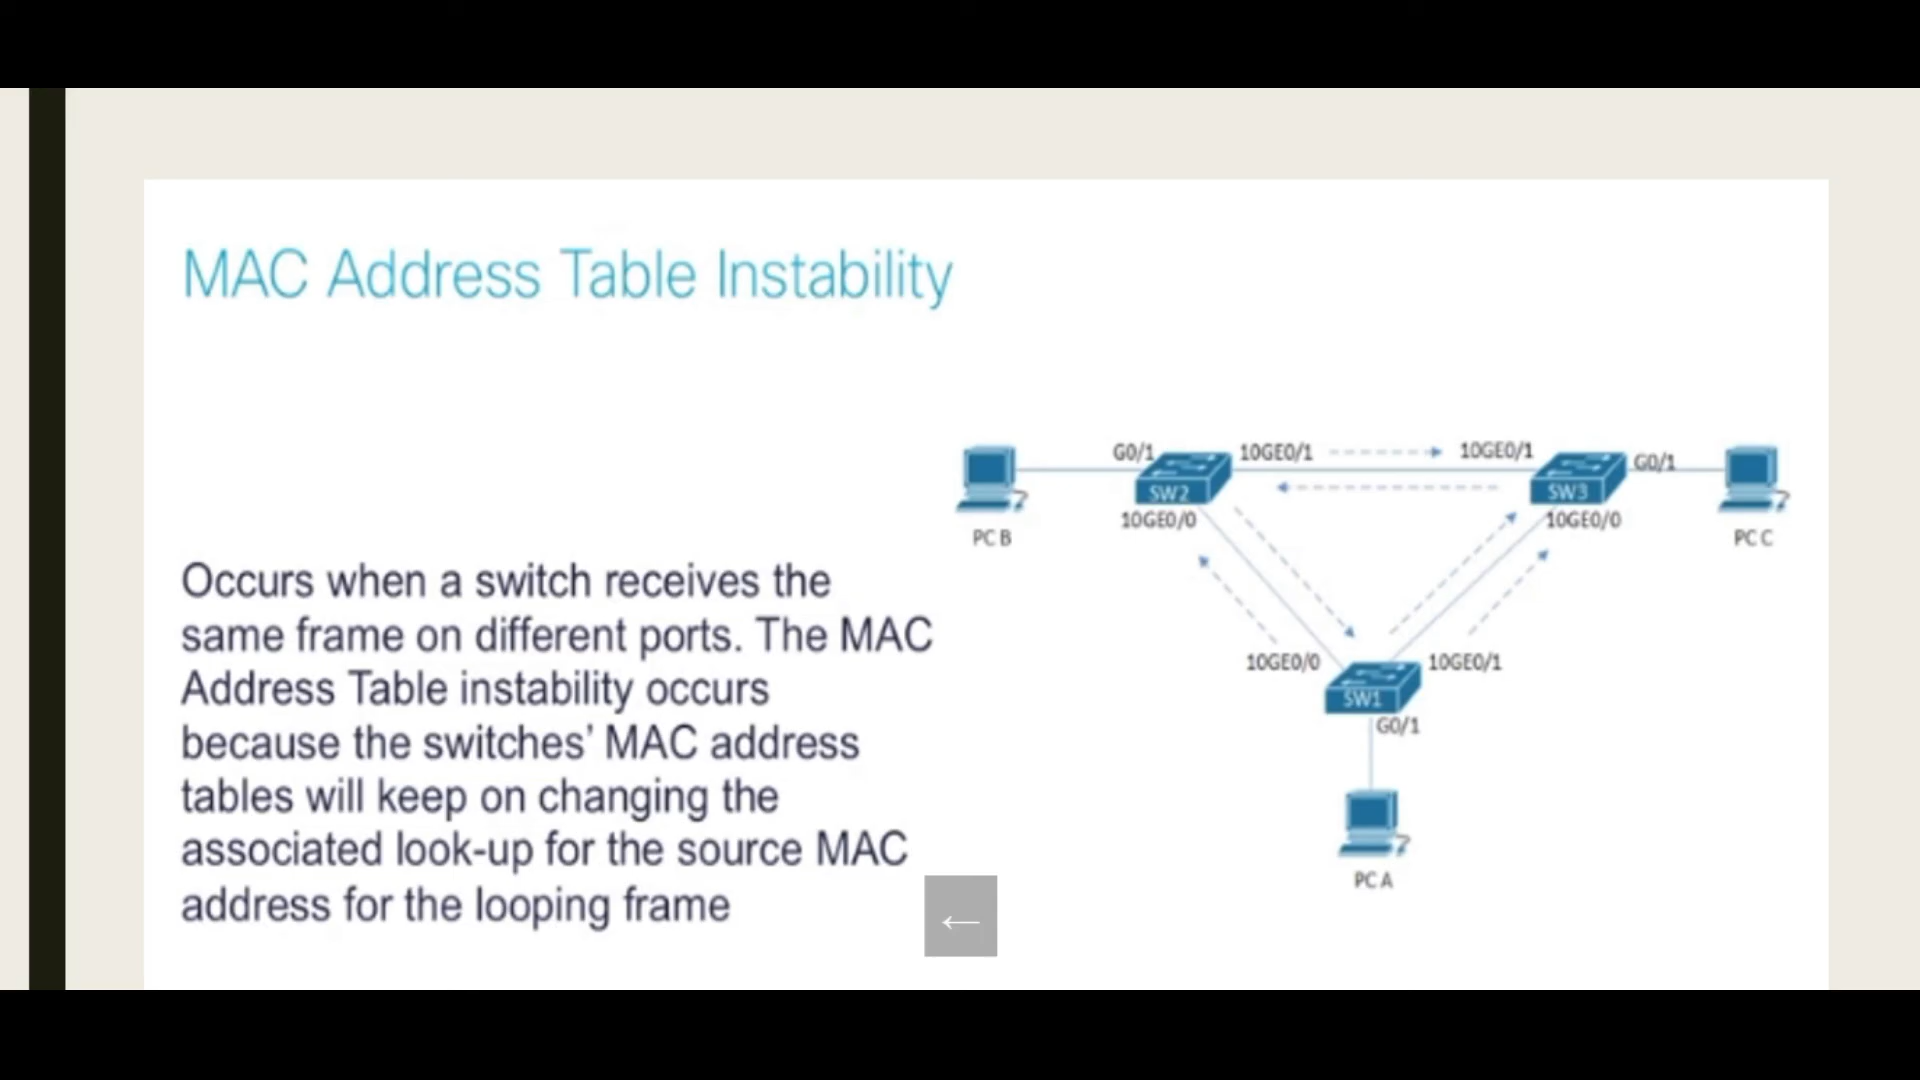 MAC Address Table Instability
Occurs when a switch receives the
same frame on different ports. The MAC
Address Table instability occurs
because the switches’ MAC address
tables will keep on changing the
associated look-up for the source MAC
address for the looping frame
G0/1
10GE0/1
10GE0/1
G0/1
SW2
SW3
10GE0/0
10GE0/0
PC B
PC C
10GE0/0
10GE0/1
SW1
G0/1
PC A